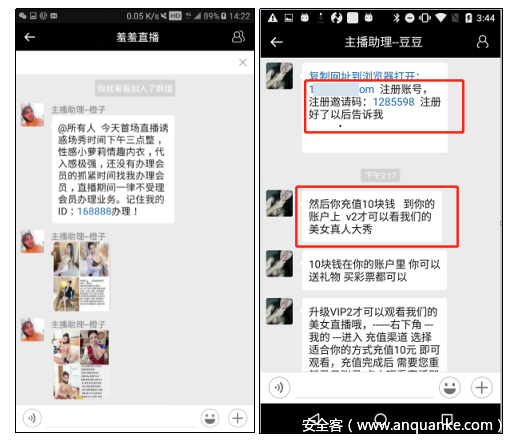 0.05 K/s HD 4G 89% 14:22
羞羞直播
我就看看加入了群组
主播助理--橙子
@所有人 今天首场直播诱
惑场秀时间下午三点整，
性感小萝莉情趣内衣，代
入感极强，还没有办理会
员的抓紧时间找我办理会
员，直播期间一律不受理
会员办理业务。记住我的
ID：168888办理！
主播助理--橙子
主播助理--橙子
3:44
主播助理--豆豆
复制网址到浏览器打开：
1 om 注册账号，
注册邀请码：1285598 注册
好了以后告诉我
下午2:17
然后你充值10块钱 到你的
账户上 v2才可以看我们的
美女真人大秀
10块钱在你的账户里 你可以
送礼物 买彩票都可以
升级VIP2才可以观看我们的
美女直播哦，------右下角 ---
我的 ---进入 充值渠道 选择
适合你的方式充值10元 即可
观看，充值完成后 需要您重
安全客（www.anquanke.com）